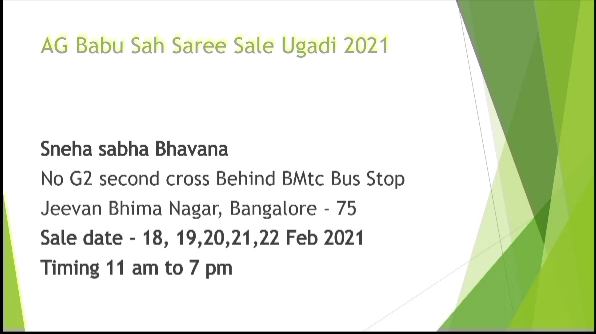 AG Babu Sah Saree Sale Ugadi 2021
Sneha sabha Bhavana
No G2 second cross Behind BMtc Bus Stop
Jeevan Bhima Nagar, Bangalore - 75
Sale date - 18, 19,20,21,22 Feb 2021
Timing 11 am to 7 pm